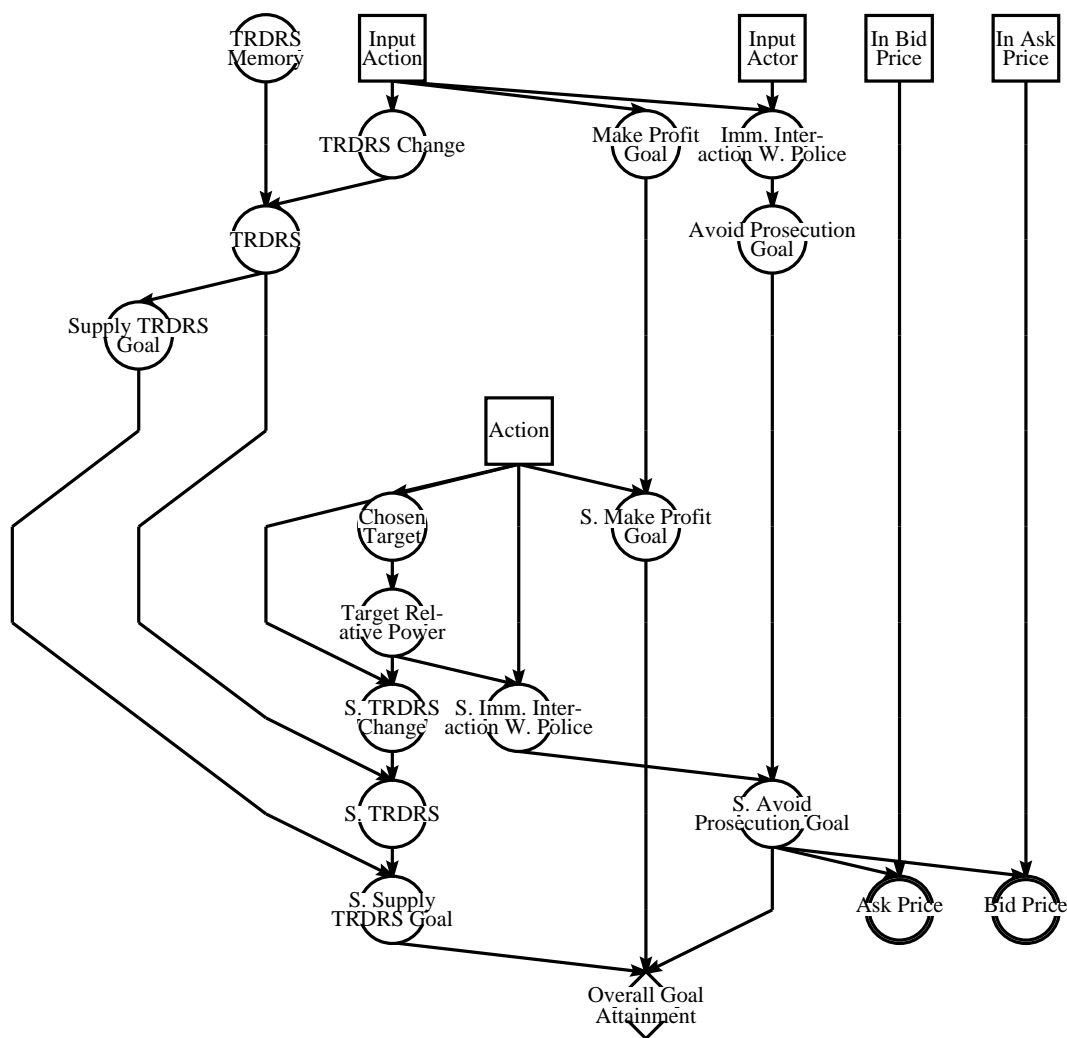 TRDRS
Memory
Input
Action
Input
Actor
In Bid
Price
In Ask
Price
TRDRS Change
Make Profit
Goal
Imm. Inter-
action W. Police
TRDRS
Avoid Prosecution
Goal
Supply TRDRS
Goal
Action
Chosen
Target
S. Make Profit
Goal
Target Rel-
ative Power
S. TRDRS
Change
S. Imm. Inter-
action W. Police
S. TRDRS
S. Avoid
Prosecution Goal
S. Supply
TRDRS Goal
Ask Price
Bid Price
Overall Goal
Attainment